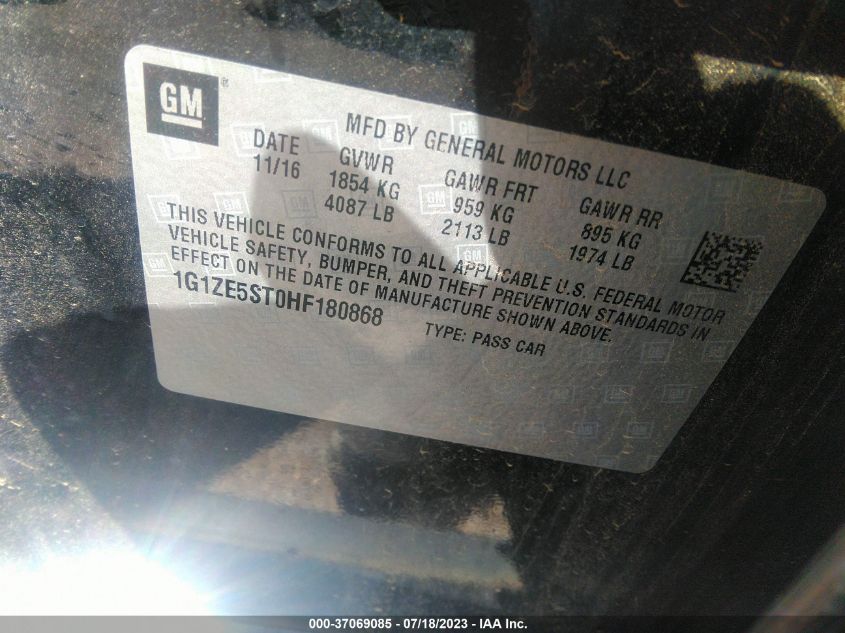 GM ®
MFD BY GENERAL MOTORS LLC
DATE GVWR GAWR FRT GAWR RR
11/16 1854 KG 959 KG 895 KG
4087 LB 2113 LB 1974 LB
THIS VEHICLE CONFORMS TO ALL APPLICABLE U.S. FEDERAL MOTOR
VEHICLE SAFETY, BUMPER, AND THEFT PREVENTION STANDARDS IN
EFFECT ON THE DATE OF MANUFACTURE SHOWN ABOVE.
1G1ZE5ST0HF180868 TYPE: PASS CAR
000-37069085 - 07/18/2023 - IAA Inc.